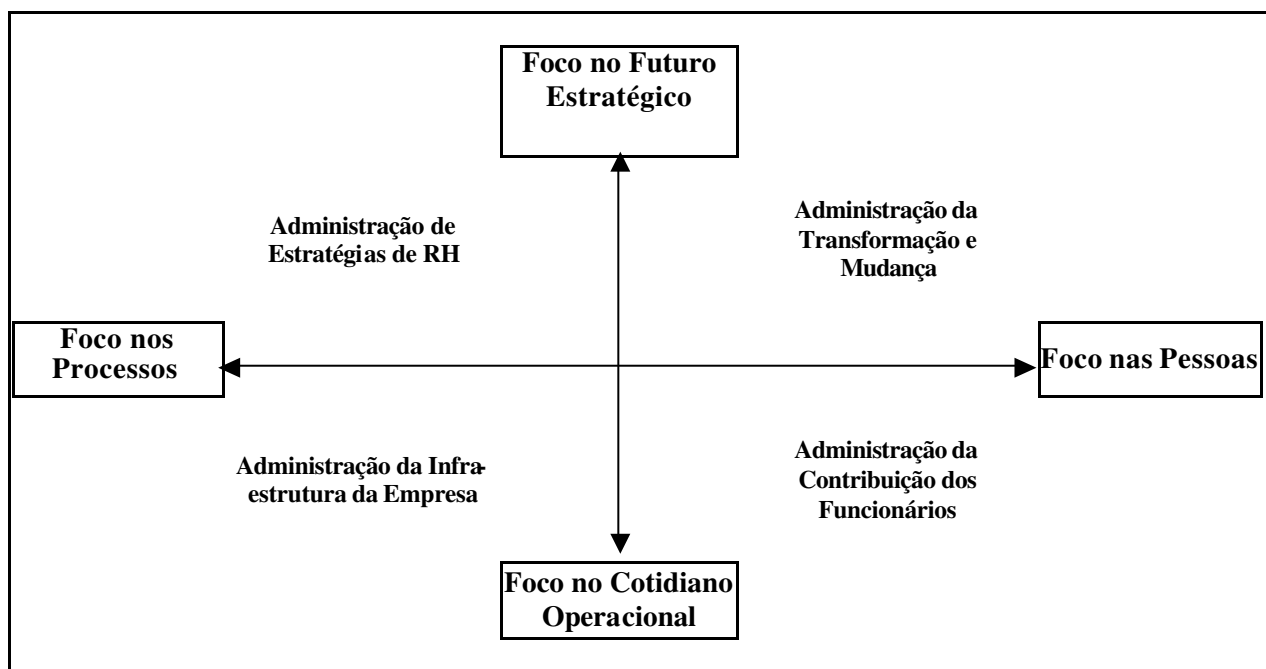 Foco no Futuro
Estratégico
Administração de
Estratégias de RH
Administração da
Transformação e
Mudança
Foco nos
Processos
Foco nas Pessoas
Administração da Infra-
estrutura da Empresa
Administração da
Contribuição dos
Funcionários
Foco no Cotidiano
Operacional